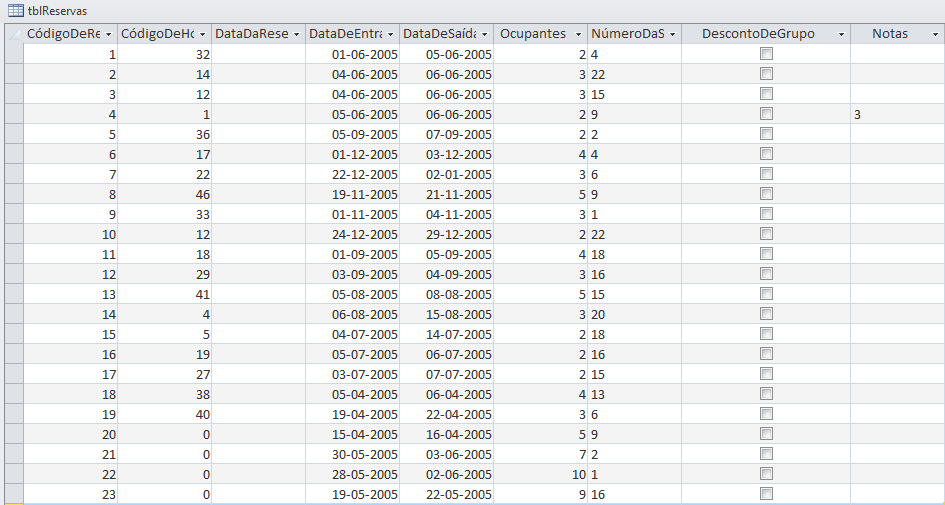 tblReservas
CódigoDeRe CódigoDeHo DataDaRese DataDeEntra DataDeSaída Ocupantes NúmeroDaS DescontoDeGrupo Notas
1 32 01-06-2005 05-06-2005 2 4
2 14 04-06-2005 06-06-2005 3 22
3 12 04-06-2005 06-06-2005 3 15
4 1 05-06-2005 06-06-2005 2 9 3
5 36 05-09-2005 07-09-2005 2 2
6 17 01-12-2005 03-12-2005 4 4
7 22 22-12-2005 02-01-2005 3 6
8 46 19-11-2005 21-11-2005 5 9
9 33 01-11-2005 04-11-2005 3 1
10 12 24-12-2005 29-12-2005 2 22
11 18 01-09-2005 05-09-2005 4 18
12 29 03-09-2005 04-09-2005 3 16
13 41 05-08-2005 08-08-2005 5 15
14 4 06-08-2005 15-08-2005 3 20
15 5 04-07-2005 14-07-2005 2 18
16 19 05-07-2005 06-07-2005 2 16
17 27 03-07-2005 07-07-2005 2 15
18 38 05-04-2005 06-04-2005 4 13
19 40 19-04-2005 22-04-2005 3 6
20 0 15-04-2005 16-04-2005 5 9
21 0 30-05-2005 03-06-2005 7 2
22 0 28-05-2005 02-06-2005 10 1
23 0 19-05-2005 22-05-2005 9 16